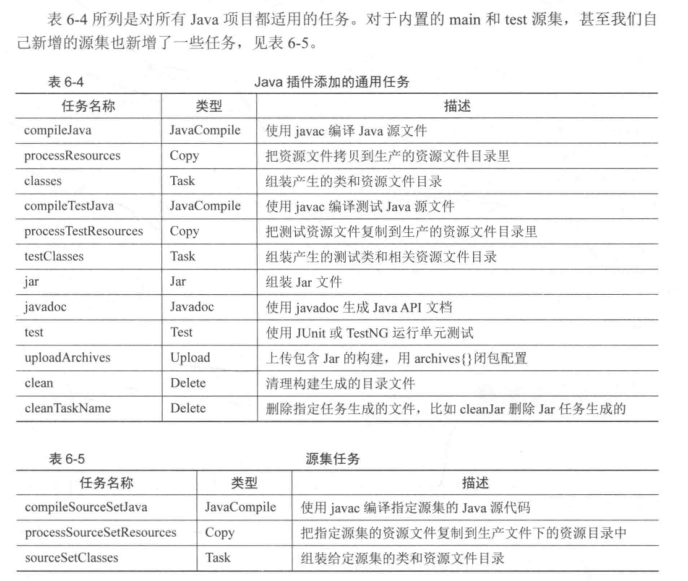 表 6-4 所列是对所有 Java 项目都适用的任务。对于内置的 main 和 test 源集，甚至我们自
己新增的源集也新增了一些任务，见表 6-5。
表 6-4 Java 插件添加的通用任务
任务名称 类型 描述
compileJava JavaCompile 使用 javac 编译 Java 源文件
processResources Copy 把资源文件拷贝到生产的资源文件目录里
classes Task 组装产生的类和资源文件目录
compileTestJava JavaCompile 使用 javac 编译测试 Java 源文件
processTestResources Copy 把测试资源文件复制到生产的资源文件目录里
testClasses Task 组装产生的测试类和相关资源文件目录
jar Jar 组装 Jar 文件
javadoc Javadoc 使用 javadoc 生成 Java API 文档
test Test 使用 JUnit 或 TestNG 运行单元测试
uploadArchives Upload 上传包含 Jar 的构建，用 archives{}闭包配置
clean Delete 清理构建生成的目录文件
cleanTaskName Delete 删除指定任务生成的文件，比如 cleanJar 删除 Jar 任务生成的
表 6-5 源集任务
任务名称 类型 描述
compileSourceSetJava JavaCompile 使用 javac 编译指定源集的 Java 源代码
processSourceSetResources Copy 把指定源集的资源文件复制到生产文件下的资源目录中
sourceSetClasses Task 组装给定源集的类和资源文件目录